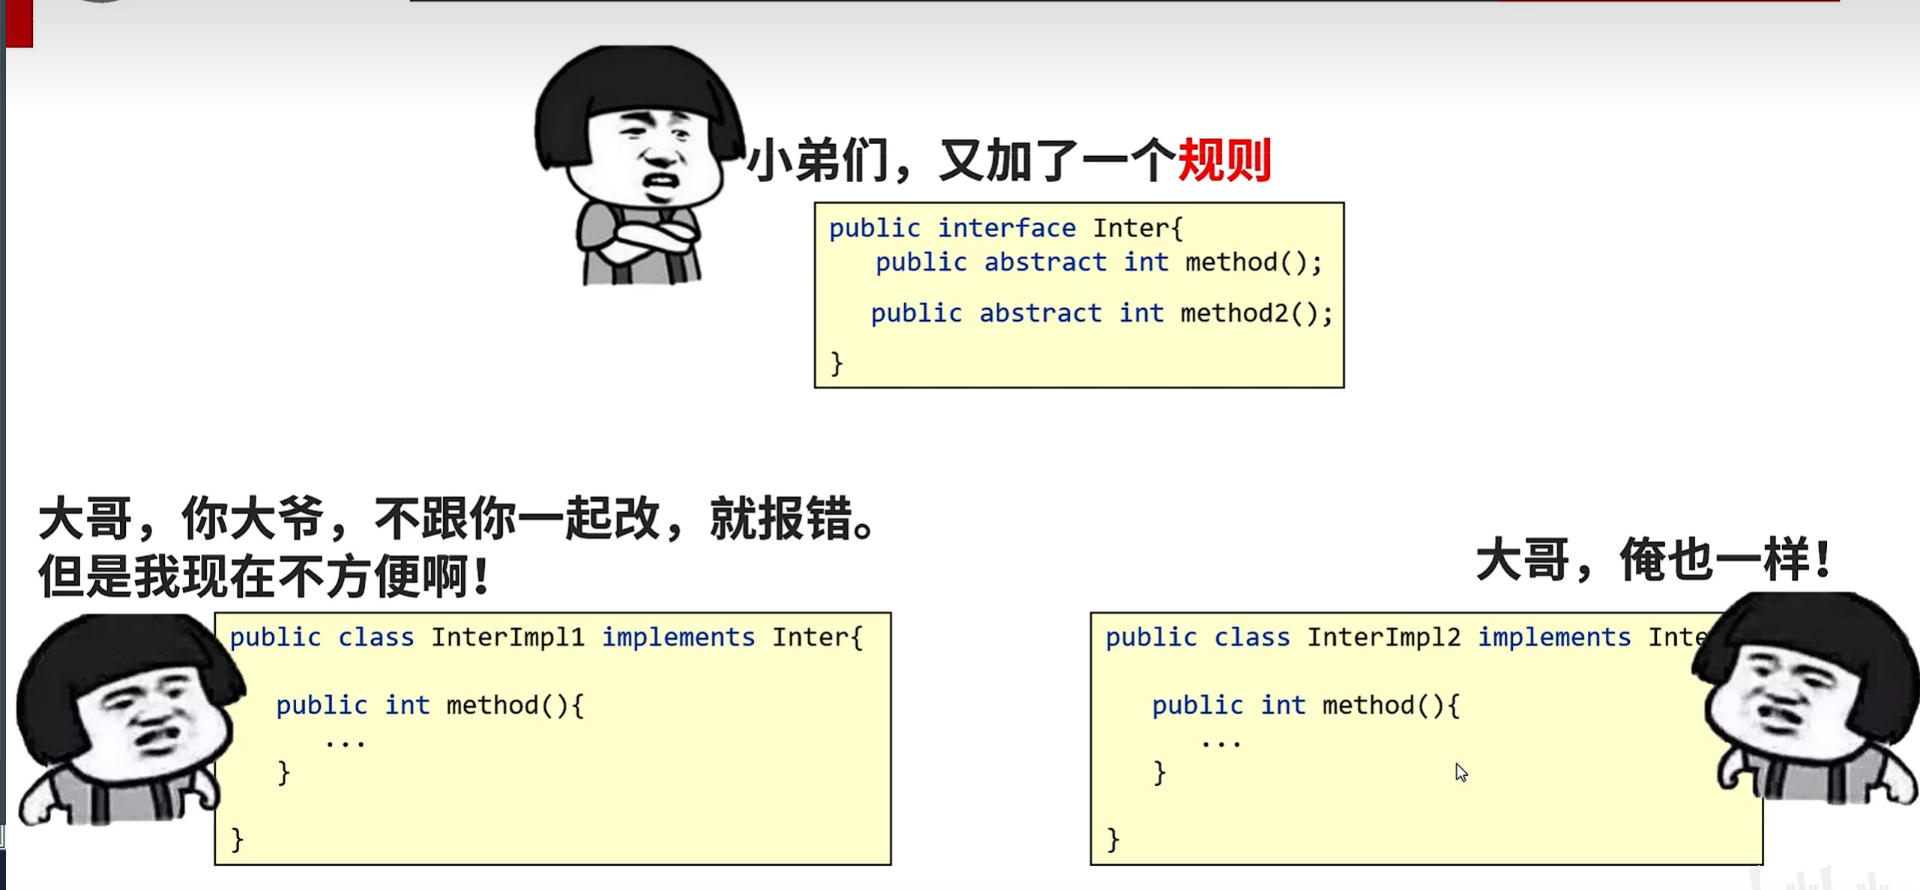 小弟们，又加了一个规则
public interface Inter{
public abstract int method();
public abstract int method2();
}
大哥，你大爷，不跟你一起改，就报错。
但是我现在不方便啊！
public class InterImpl1 implements Inter{
public int method(){
...
}
}
大哥，俺也一样！
public class InterImpl2 implements Inte
public int method(){
...
}
}